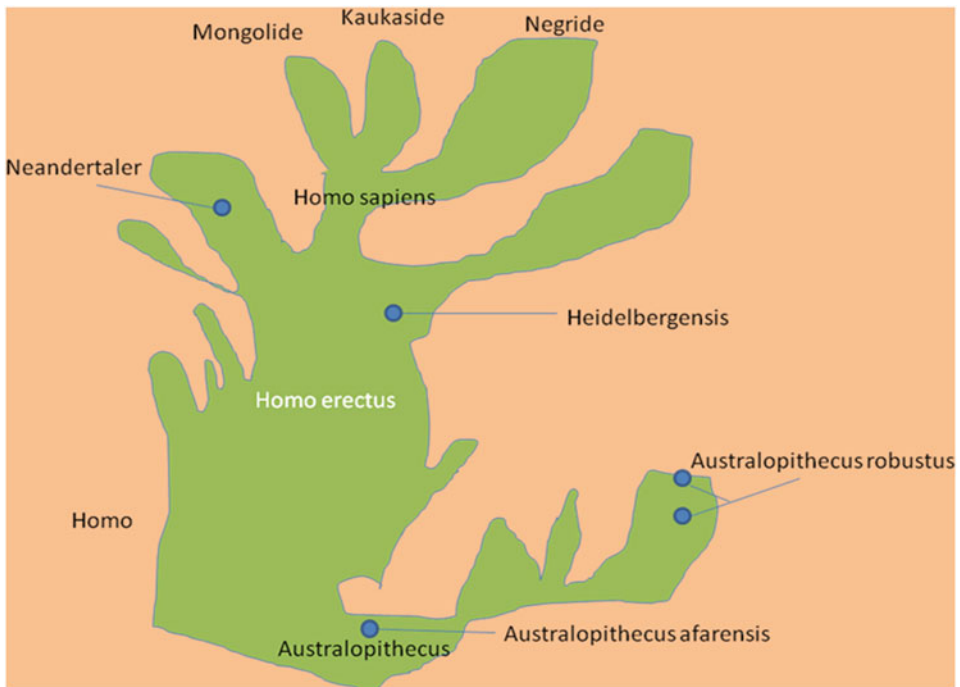 Mongolide
Kaukaside
Negride
Neandertaler
Homo sapiens
Heidelbergensis
Homo erectus
Australopithecus robustus
Homo
Australopithecus afarensis
Australopithecus